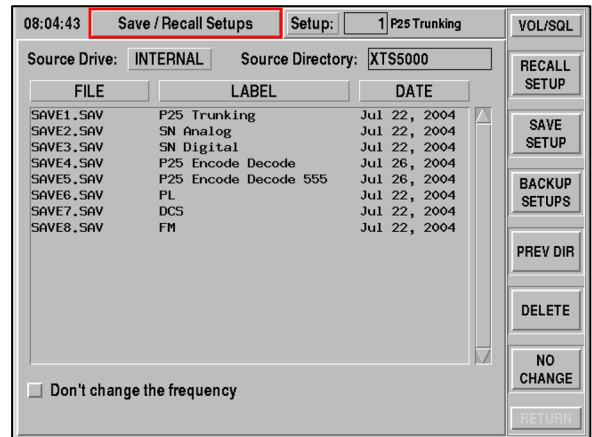 08:04:43 Save / Recall Setups Setup: 1 P25 Trunking VOL/SQL
Source Drive: INTERNAL Source Directory: XTS5000
FILE LABEL DATE
SAVE1.SAV P25 Trunking Jul 22, 2004
SAVE2.SAV SN Analog Jul 22, 2004
SAVE3.SAV SN Digital Jul 22, 2004
SAVE4.SAV P25 Encode Decode Jul 26, 2004
SAVE5.SAV P25 Encode Decode 555 Jul 26, 2004
SAVE6.SAV PL Jul 22, 2004
SAVE7.SAV DCS Jul 22, 2004
SAVE8.SAV FM Jul 22, 2004
Don't change the frequency
RECALL
SETUP
SAVE
SETUP
BACKUP
SETUPS
PREV DIR
DELETE
NO
CHANGE
RETURN